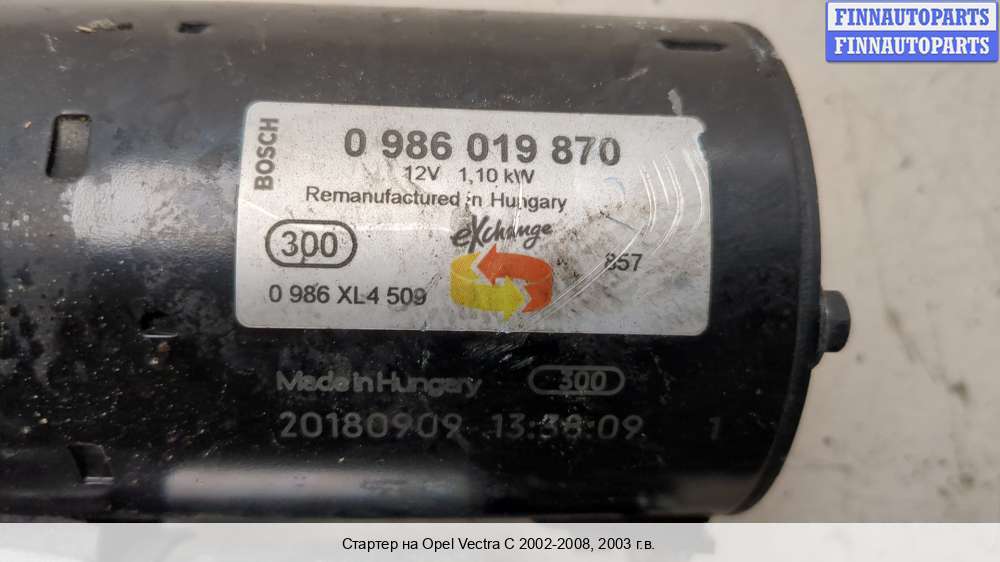 FINNAUTOPARTS
FINNAUTOPARTS
BOSCH
0 986 019 870
12V 1,10 kW
Remanufactured in Hungary
eXchange
300
857
0 986 XL4 509
Made in Hungary 300
20180909 13:38:09 1
Стартер на Opel Vectra C 2002-2008, 2003 г.в.